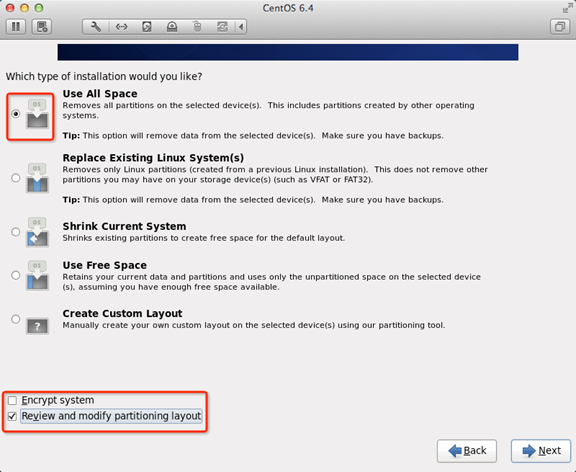 CentOS 6.4
Which type of installation would you like?
Use All Space
Removes all partitions on the selected device(s). This includes partitions created by other operating
systems.
Tip: This option will remove data from the selected device(s). Make sure you have backups.
Replace Existing Linux System(s)
Removes only Linux partitions (created from a previous Linux installation). This does not remove other
partitions you may have on your storage device(s) (such as VFAT or FAT32).
Tip: This option will remove data from the selected device(s). Make sure you have backups.
Shrink Current System
Shrinks existing partitions to create free space for the default layout.
Use Free Space
Retains your current data and partitions and uses only the unpartitioned space on the selected device
(s), assuming you have enough free space available.
Create Custom Layout
Manually create your own custom layout on the selected device(s) using our partitioning tool.
Encrypt system
Review and modify partitioning layout
Back
Next